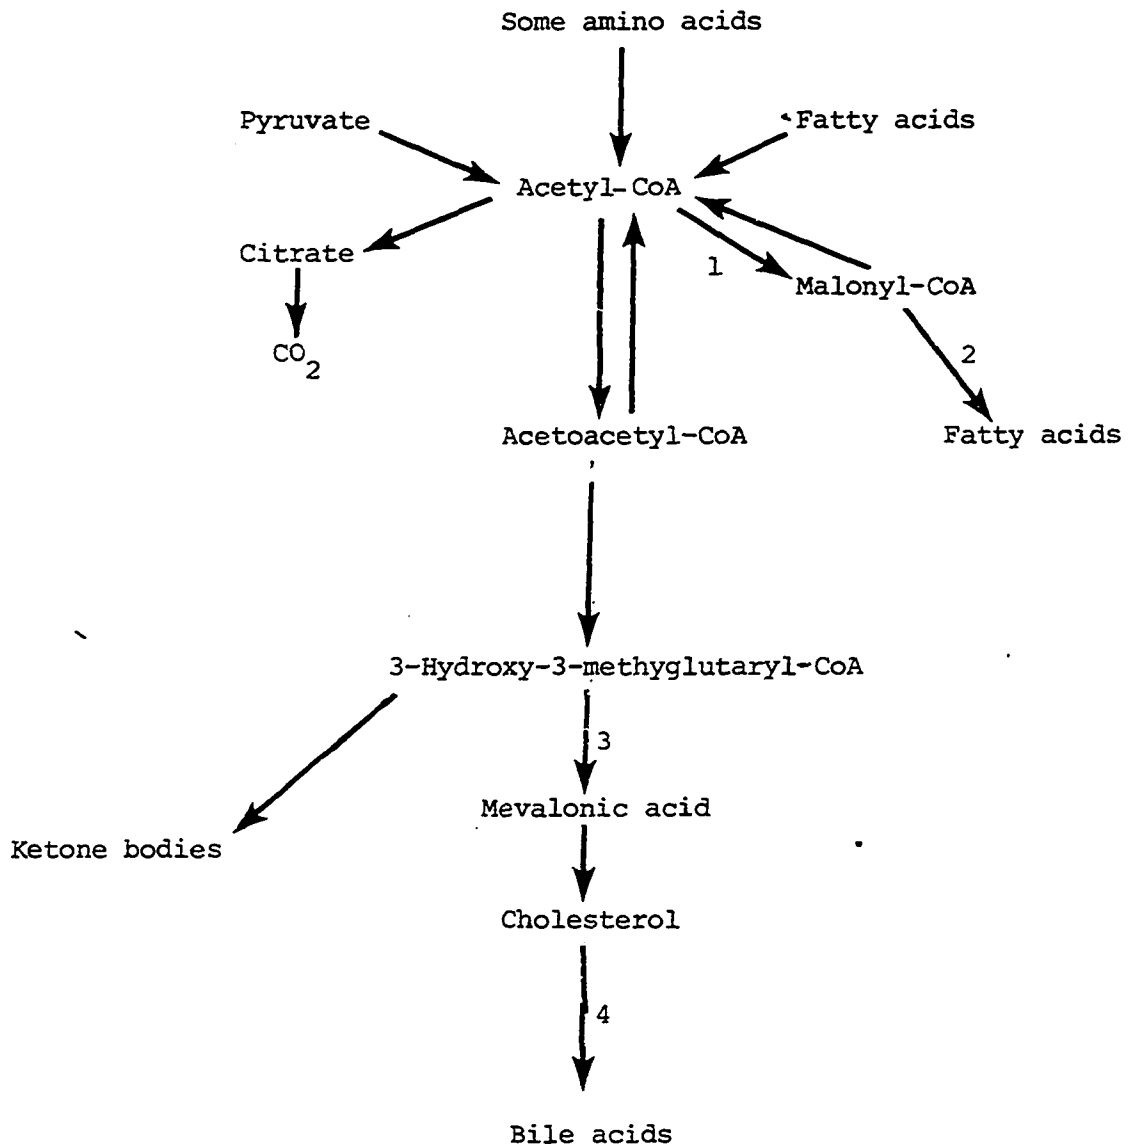 Some amino acids
Pyruvate
Fatty acids
Acetyl-CoA
Citrate
1
Malonyl-CoA
CO2
2
Acetoacetyl-CoA
Fatty acids
3-Hydroxy-3-methyglutaryl-CoA
3
Mevalonic acid
Ketone bodies
Cholesterol
4
Bile acids